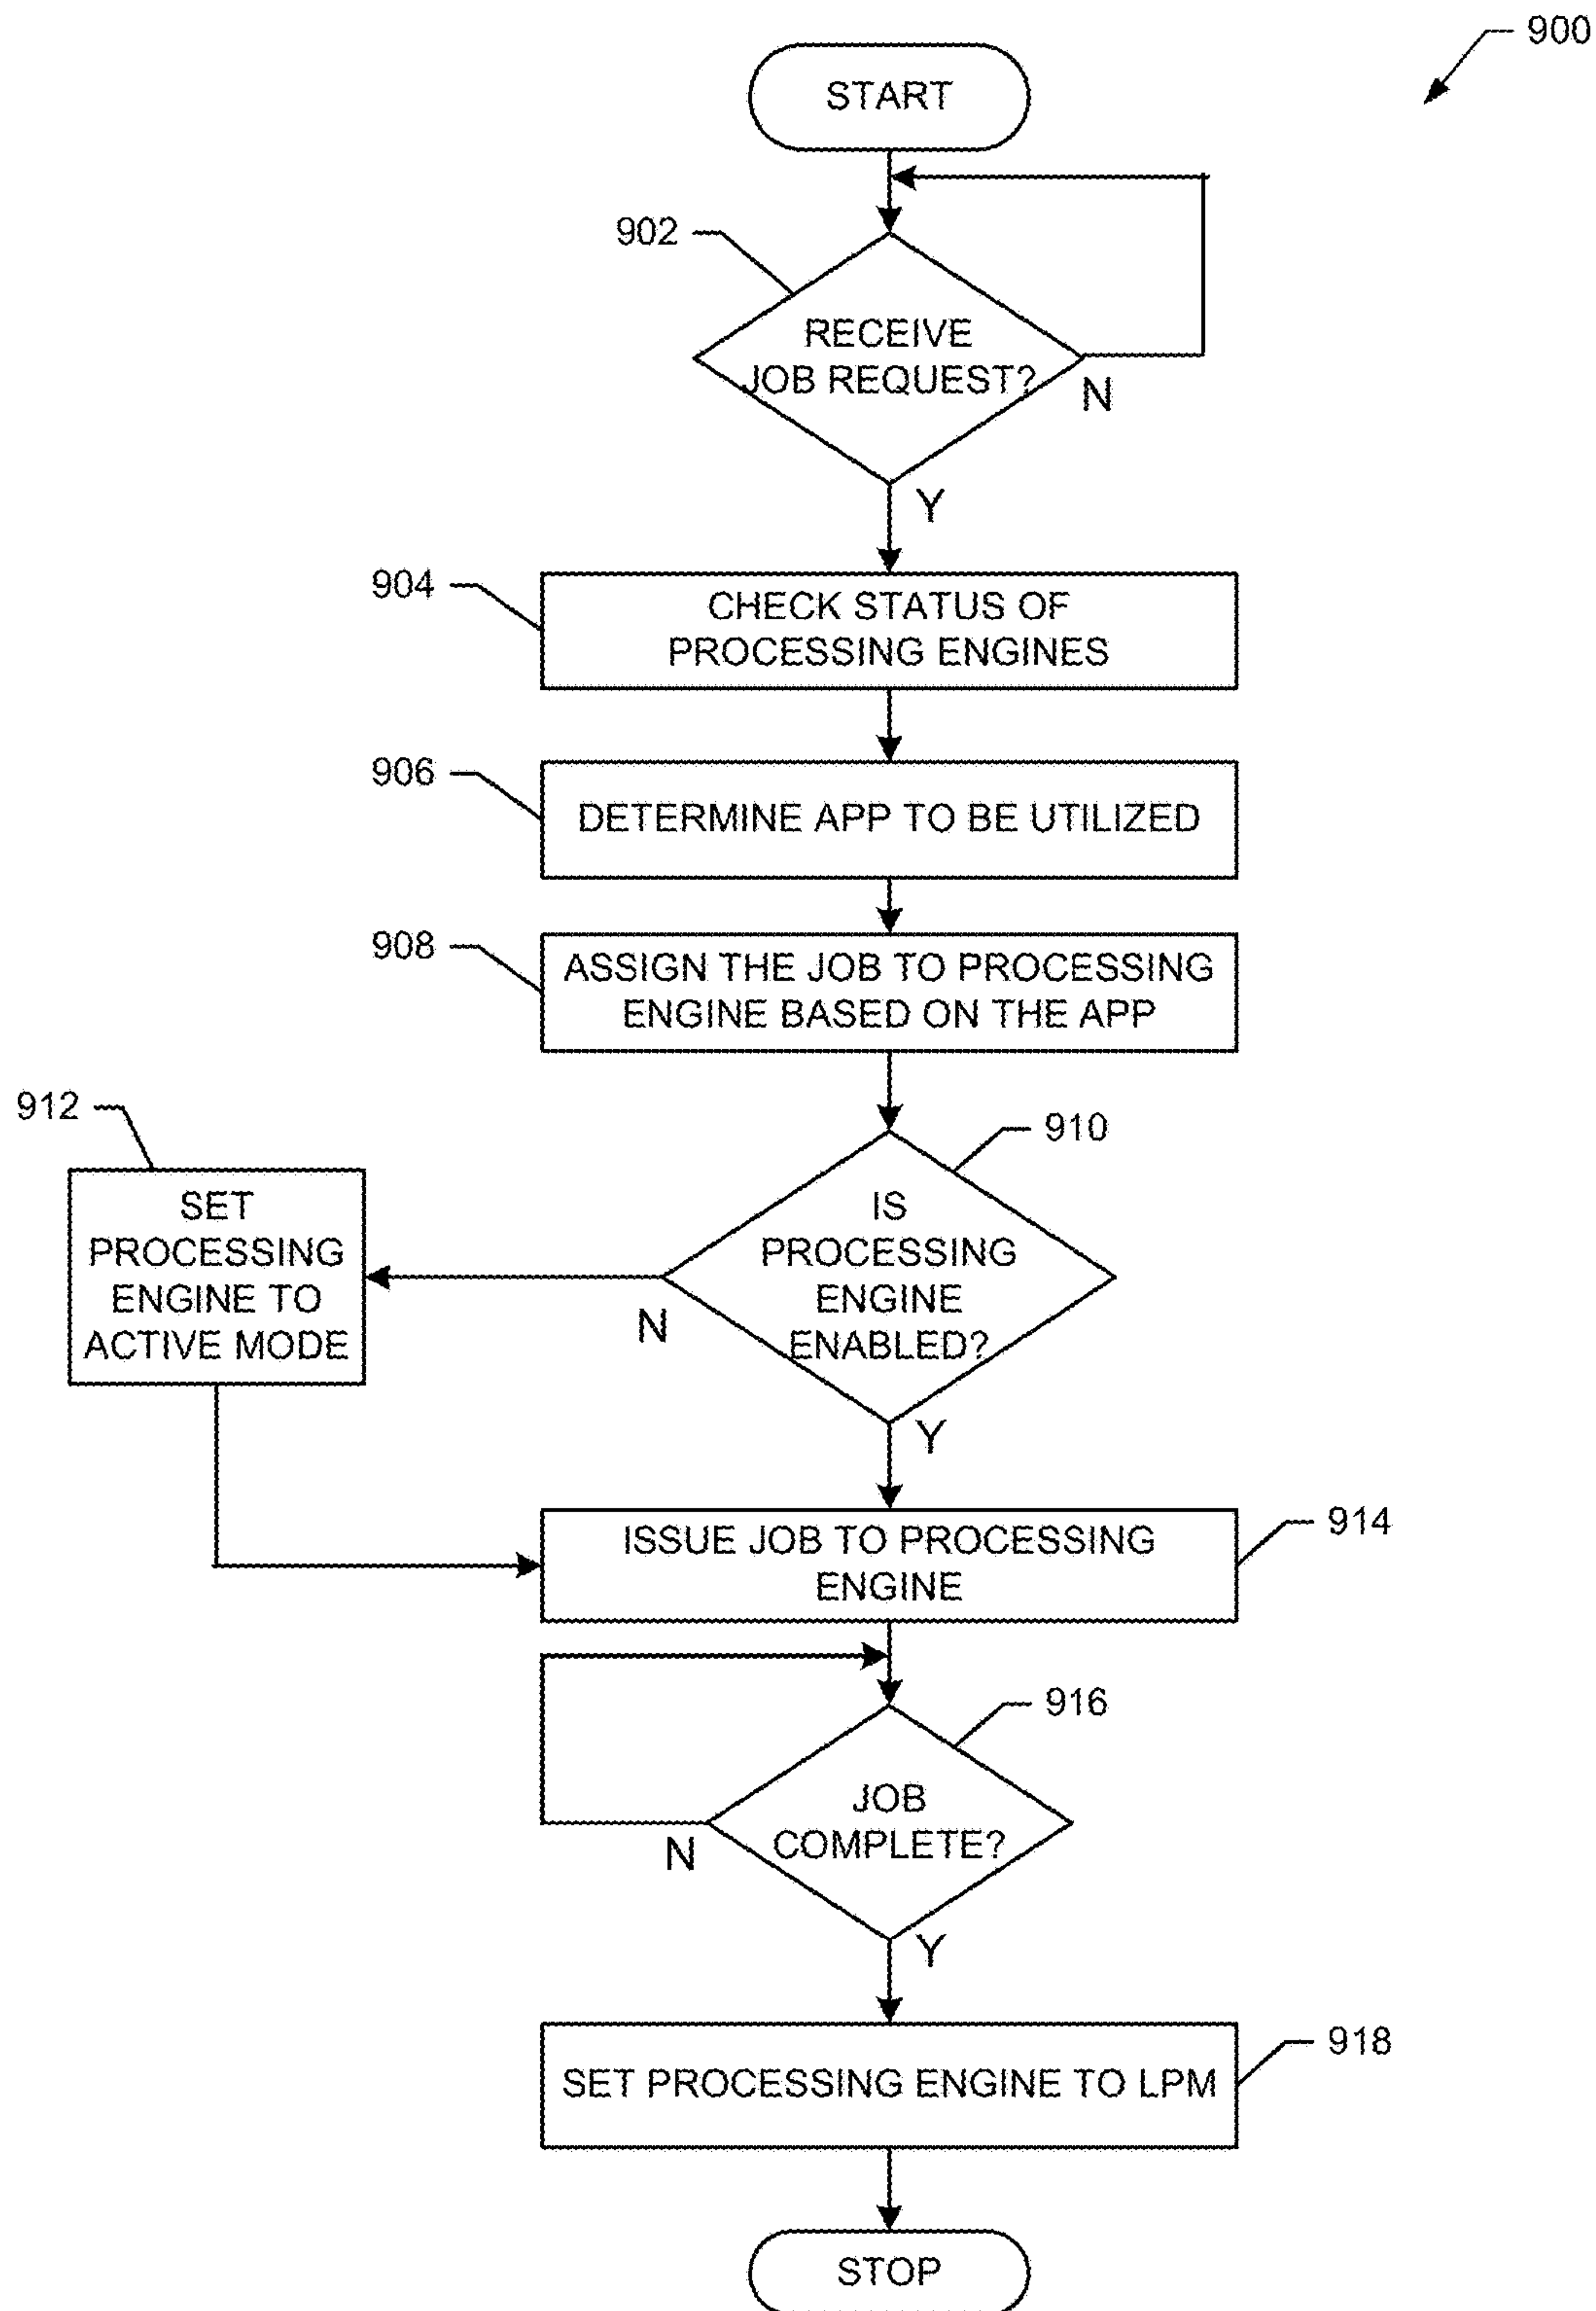 900
START
902
RECEIVE
JOB REQUEST?
N
Y
904
CHECK STATUS OF
PROCESSING ENGINES
906
DETERMINE APP TO BE UTILIZED
908
ASSIGN THE JOB TO PROCESSING
ENGINE BASED ON THE APP
912
910
SET
PROCESSING
ENGINE TO
ACTIVE MODE
IS
PROCESSING
ENGINE
ENABLED?
N
Y
914
ISSUE JOB TO PROCESSING
ENGINE
916
JOB
COMPLETE?
N
Y
918
SET PROCESSING ENGINE TO LPM
STOP